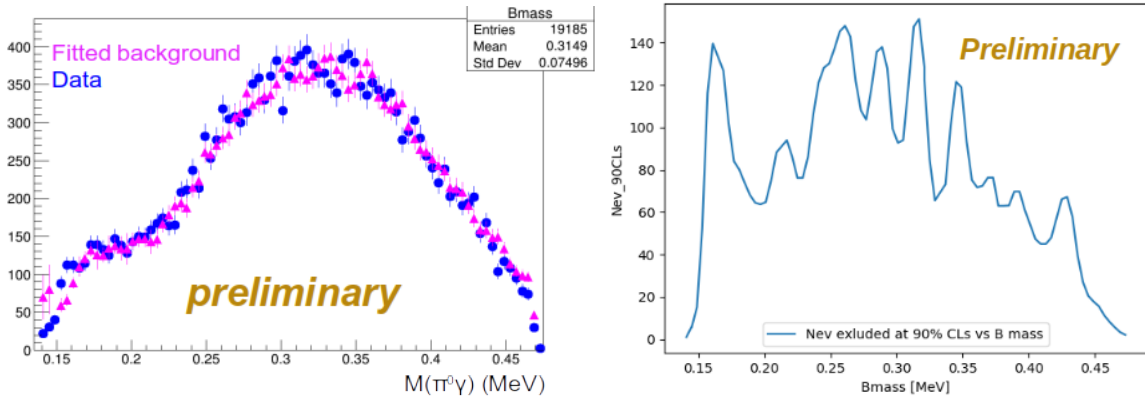 Bmass
Entries 19185
Mean 0.3149
Std Dev 0.07496
Fitted background
Data
preliminary
400
350
300
250
200
150
100
50
0
0.15 0.2 0.25 0.3 0.35 0.4 0.45
M(π⁰γ) (MeV)
Preliminary
Nev_90CLs
140
120
100
80
60
40
20
0
Nev exluded at 90% CLs vs B mass
0.15 0.20 0.25 0.30 0.35 0.40 0.45
Bmass [MeV]